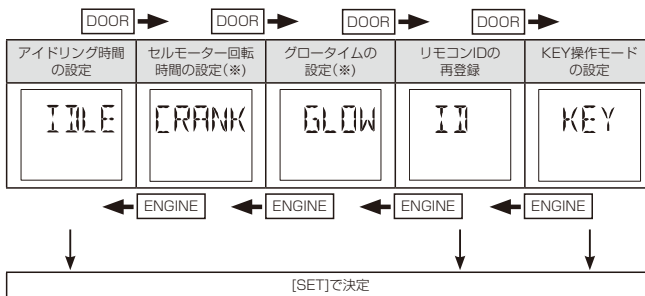 DOOR DOOR DOOR DOOR
アイドリング時間
の設定
セルモーター回転
時間の設定(※)
グロータイムの
設定(※)
リモコンIDの
再登録
KEY操作モード
の設定
IDLE CRANK GLOW ID KEY
ENGINE ENGINE ENGINE ENGINE
[SET]で決定